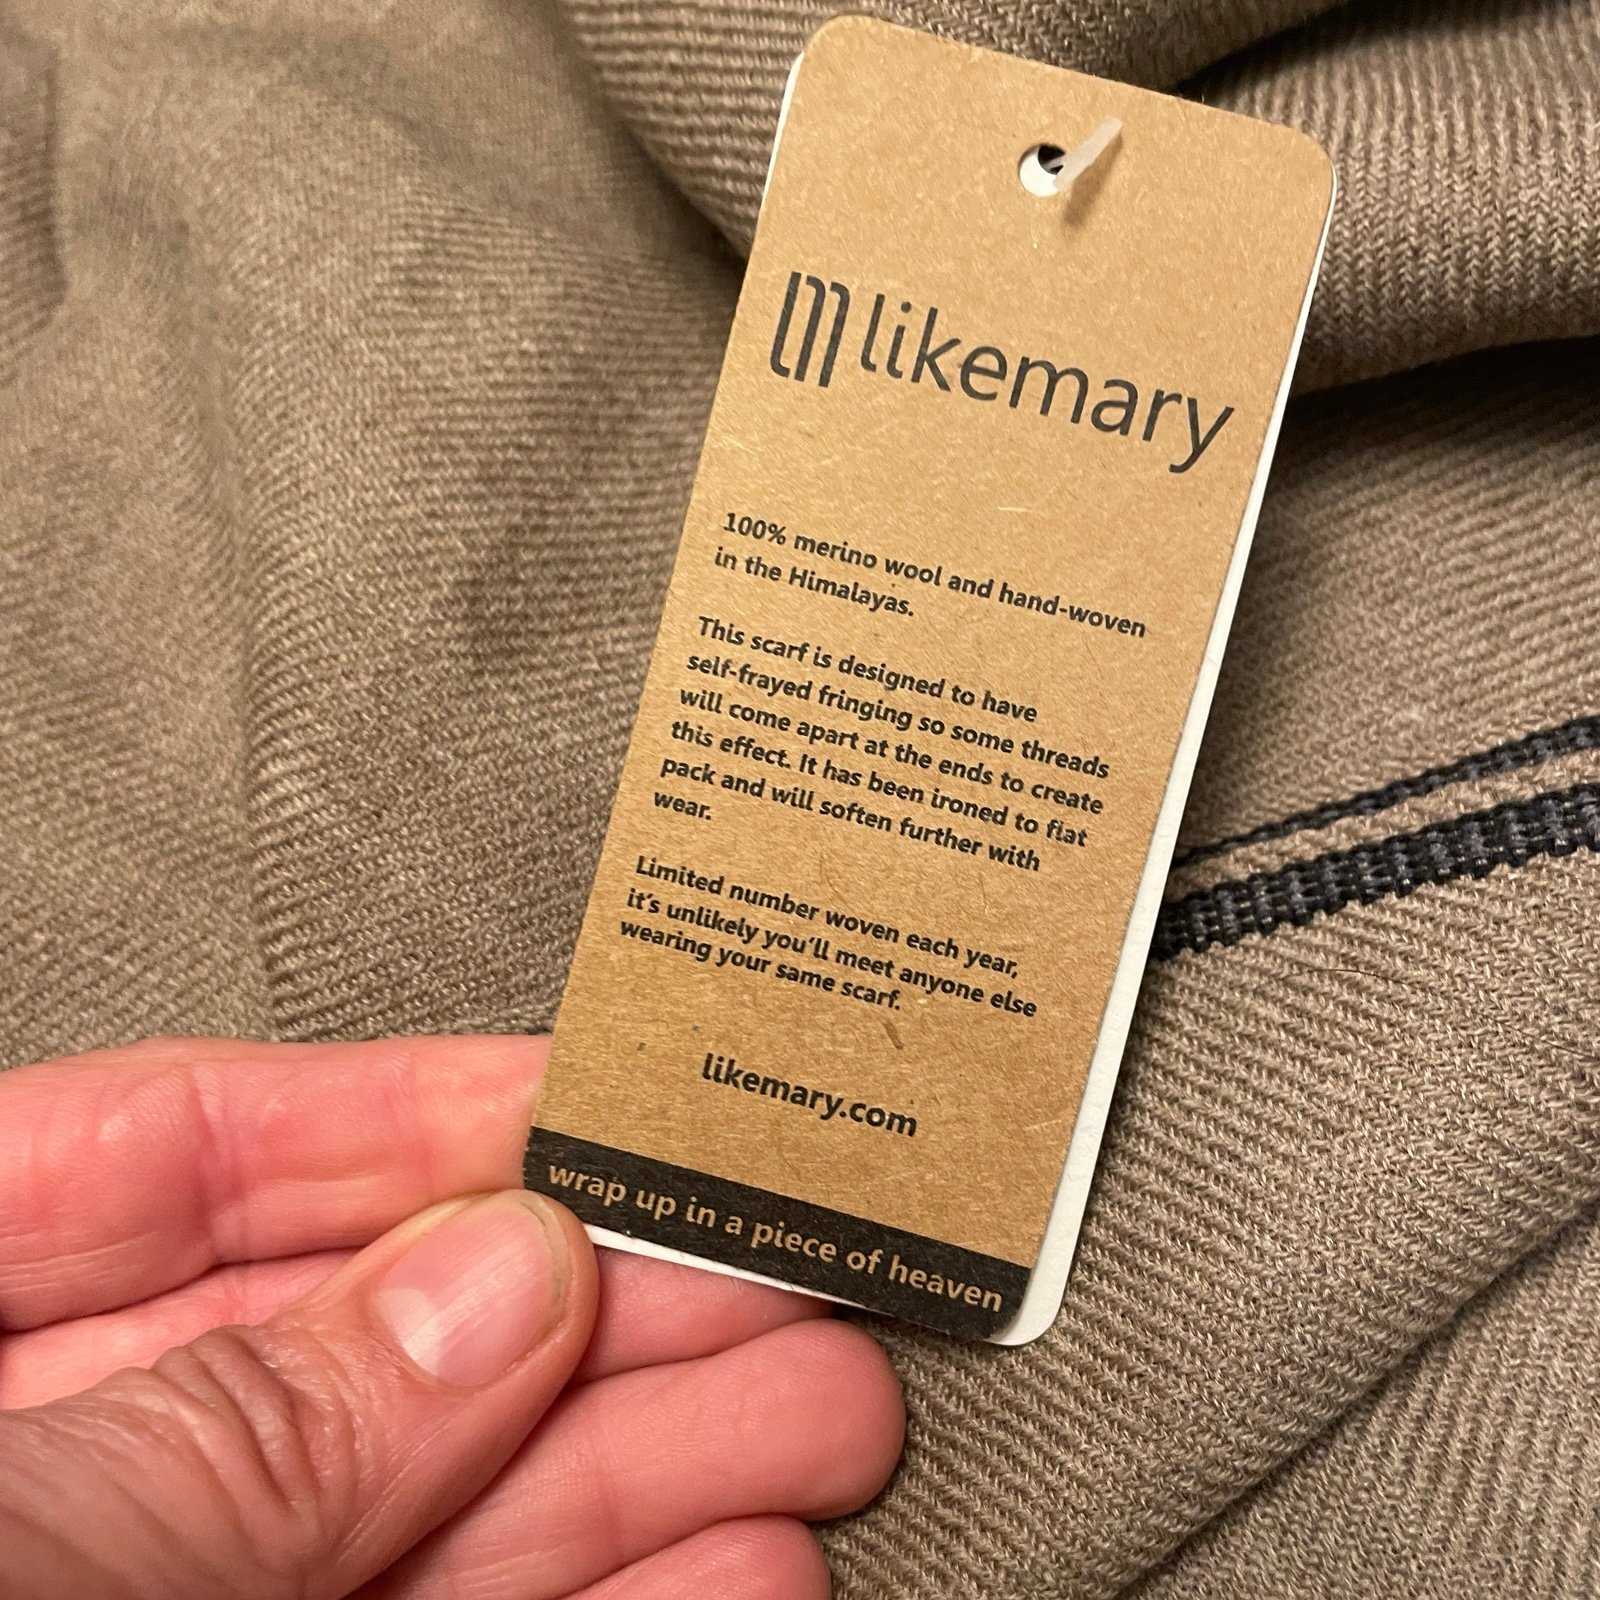 likemary
100% merino wool and hand-woven
in the Himalayas.
This scarf is designed to have
self-frayed fringing so some threads
will come apart at the ends to create
this effect. It has been ironed to flat
pack and will soften further with
wear.
Limited number woven each year,
it's unlikely you'll meet anyone else
wearing your same scarf.
likemary.com
wrap up in a piece of heaven